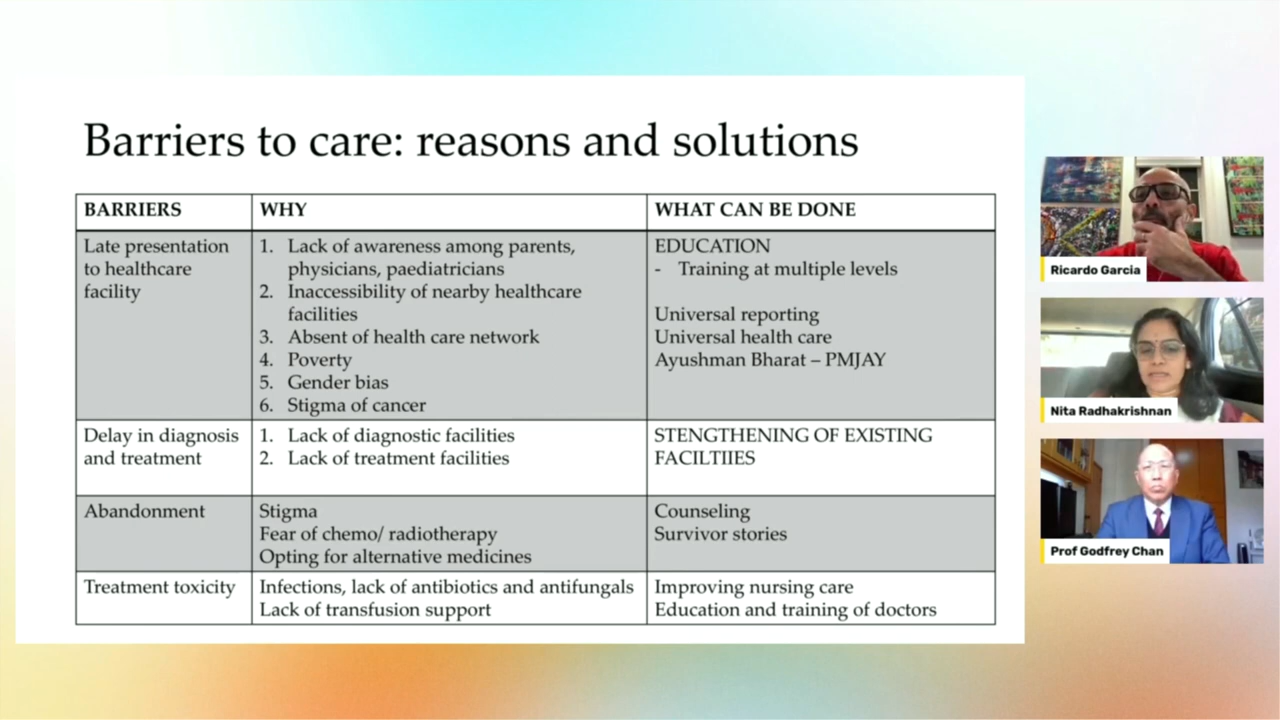 Barriers to care: reasons and solutions
BARRIERS
WHY
WHAT CAN BE DONE
Late presentation
to healthcare
facility
1. Lack of awareness among parents,
physicians, paediatricians
2. Inaccessibility of nearby healthcare
facilities
3. Absent of health care network
4. Poverty
5. Gender bias
6. Stigma of cancer
EDUCATION
- Training at multiple levels
Universal reporting
Universal health care
Ayushman Bharat – PMJAY
Delay in diagnosis
and treatment
1. Lack of diagnostic facilities
2. Lack of treatment facilities
STENGTHENING OF EXISTING
FACILTIIES
Abandonment
Stigma
Fear of chemo/ radiotherapy
Opting for alternative medicines
Counseling
Survivor stories
Treatment toxicity
Infections, lack of antibiotics and antifungals
Lack of transfusion support
Improving nursing care
Education and training of doctors
Ricardo Garcia
Nita Radhakrishnan
Prof Godfrey Chan